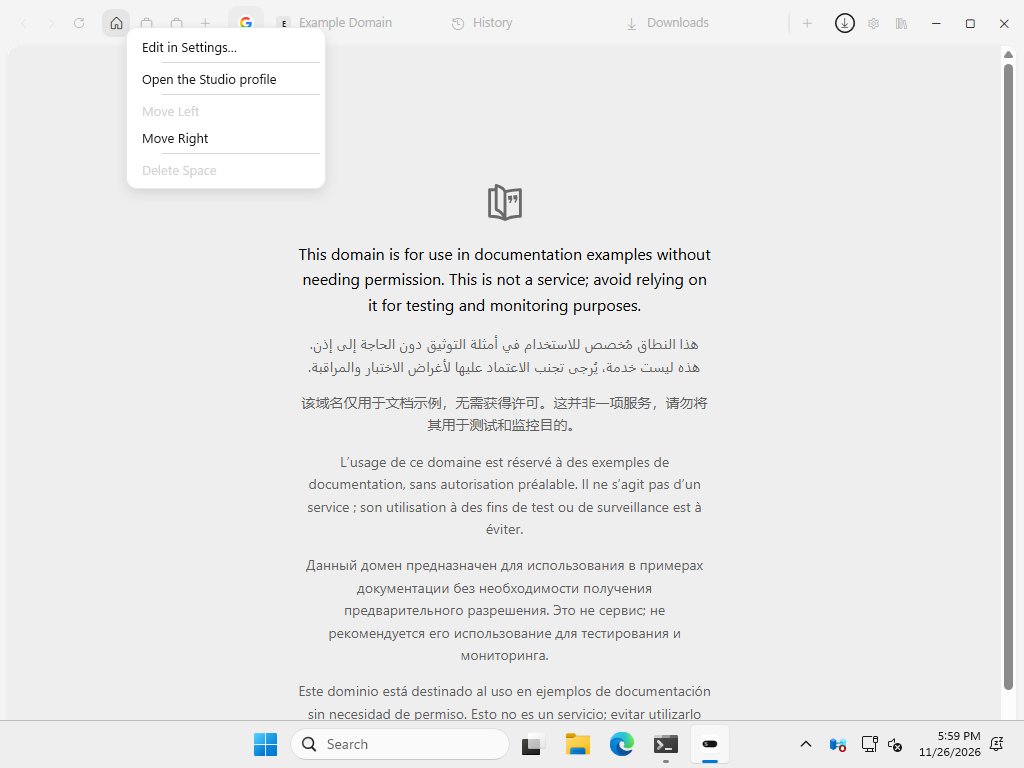 E Example Domain
History
Downloads
Edit in Settings...
Open the Studio profile
Move Left
Move Right
Delete Space
This domain is for use in documentation examples without
needing permission. This is not a service; avoid relying on
it for testing and monitoring purposes.
هذا النطاق مُخصص للاستخدام في أمثلة التوثيق دون الحاجة إلى إذن.
هذه ليست خدمة، يُرجى تجنب الاعتماد عليها لأغراض الاختبار والمراقبة.
该域名仅用于文档示例，无需获得许可。这并非一项服务，请勿将
其用于测试和监控目的。
L’usage de ce domaine est réservé à des exemples de
documentation, sans autorisation préalable. Il ne s’agit pas d’un
service ; son utilisation à des fins de test ou de surveillance est à
éviter.
Данный домен предназначен для использования в примерах
документации без необходимости получения
предварительного разрешения. Это не сервис; не
рекомендуется его использование для тестирования и
мониторинга.
Este dominio está destinado al uso en ejemplos de documentación
sin necesidad de permiso. Esto no es un servicio; evitar utilizarlo
Search
5:59 PM
11/26/2026